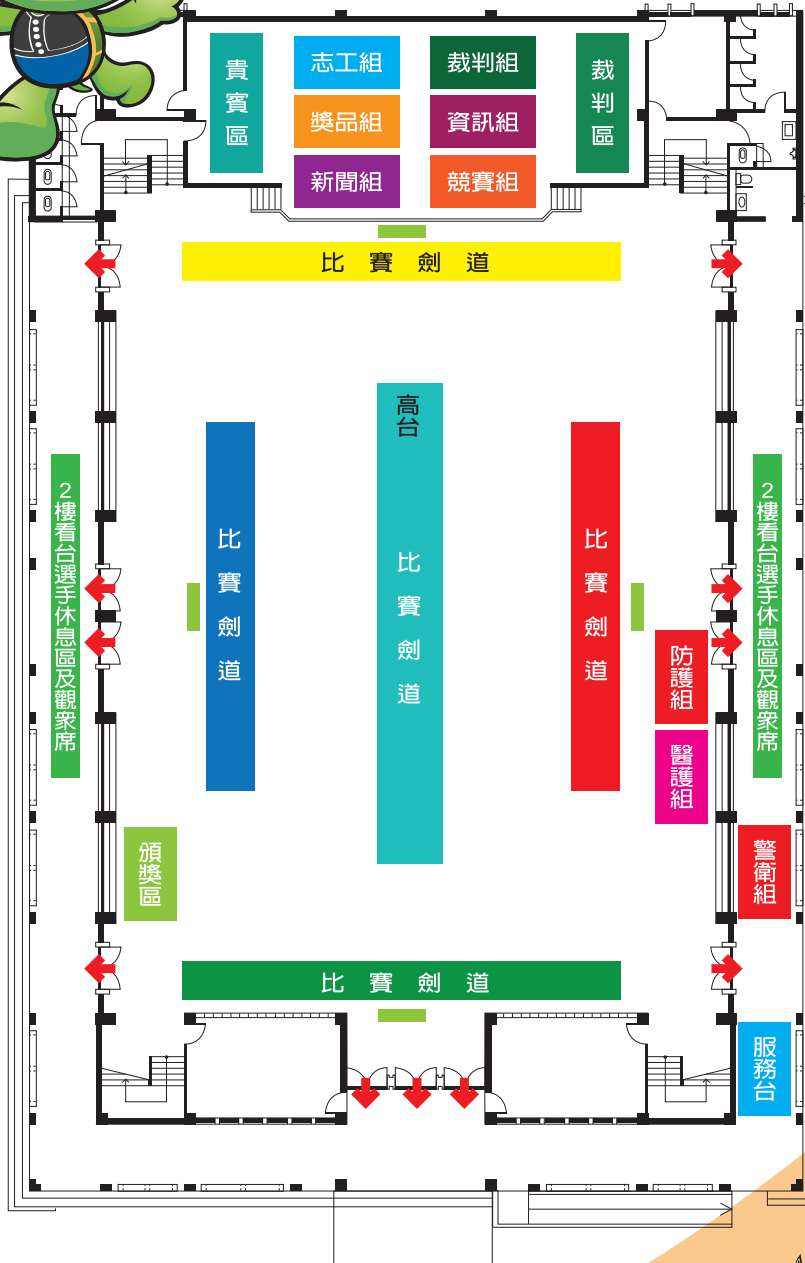 貴賓區
志工組
裁判組
裁判區
獎品組
資訊組
新聞組
競賽組
比賽劍道
高台
比賽劍道
比賽劍道
比賽劍道
2樓看台選手休息區及觀眾席
2樓看台選手休息區及觀眾席
防護組
醫護組
頒獎區
警衛組
比賽劍道
服務台